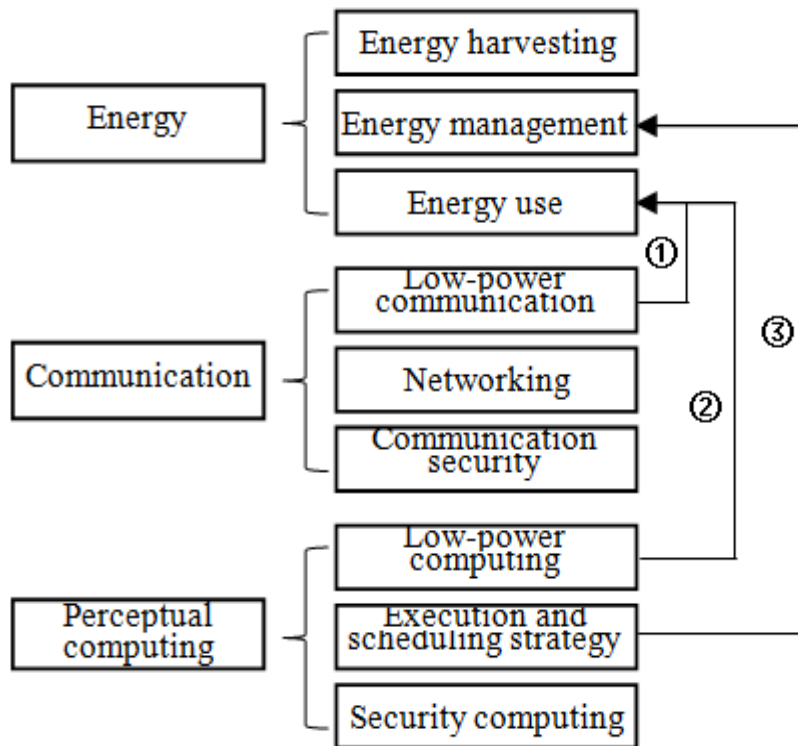 Energy harvesting
Energy
Energy management
Energy use
①
Low-power
communication
③
Communication
Networking
②
Communication
security
Low-power
computing
Perceptual
computing
Execution and
scheduling strategy
Security computing